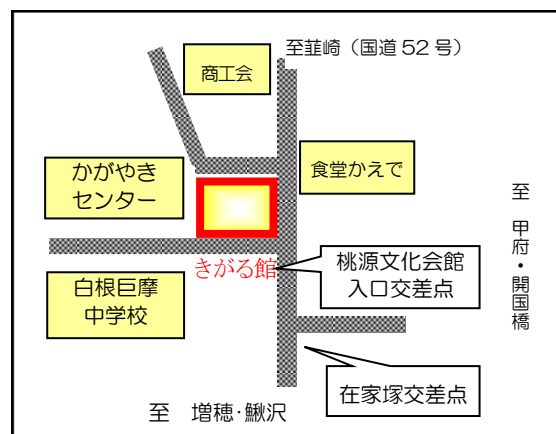 至韮崎（国道52号）
商工会
かがやき
センター
食堂かえで
至　甲府・開国橋
きがる館
桃源文化会館
入口交差点
白根巨摩
中学校
在家塚交差点
至　増穂・鰍沢